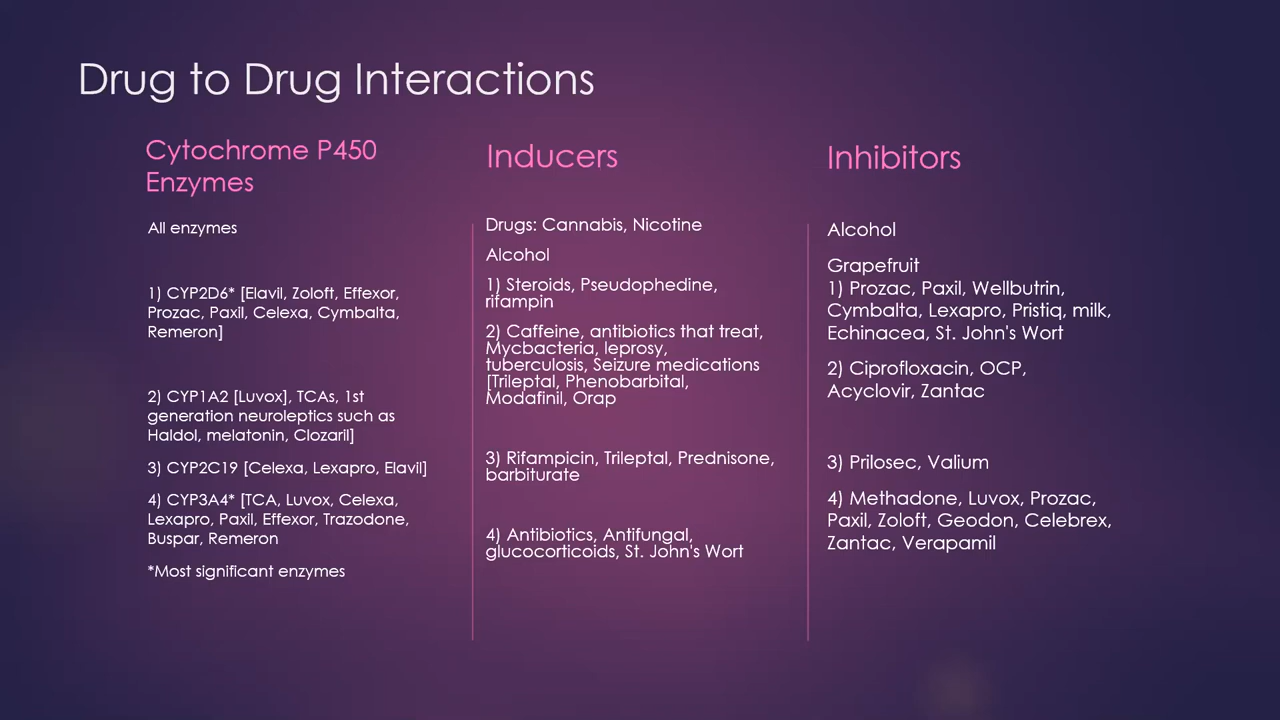 Drug to Drug Interactions
Cytochrome P450
Enzymes
All enzymes
1) CYP2D6* [Elavil, Zoloft, Effexor,
Prozac, Paxil, Celexa, Cymbalta,
Remeron]
2) CYP1A2 [Luvox], TCAs, 1st
generation neuroleptics such as
Haldol, melatonin, Clozaril]
3) CYP2C19 [Celexa, Lexapro, Elavil]
4) CYP3A4* [TCA, Luvox, Celexa,
Lexapro, Paxil, Effexor, Trazodone,
Buspar, Remeron
*Most significant enzymes
Inducers
Drugs: Cannabis, Nicotine
Alcohol
1) Steroids, Pseudophedine,
rifampin
2) Caffeine, antibiotics that treat,
Mycbacteria, leprosy,
tuberculosis, Seizure medications
[Trileptal, Phenobarbital,
Modafinil, Orap
3) Rifampicin, Trileptal, Prednisone,
barbiturate
4) Antibiotics, Antifungal,
glucocorticoids, St. John's Wort
Inhibitors
Alcohol
Grapefruit
1) Prozac, Paxil, Wellbutrin,
Cymbalta, Lexapro, Pristiq, milk,
Echinacea, St. John's Wort
2) Ciprofloxacin, OCP,
Acyclovir, Zantac
3) Prilosec, Valium
4) Methadone, Luvox, Prozac,
Paxil, Zoloft, Geodon, Celebrex,
Zantac, Verapamil